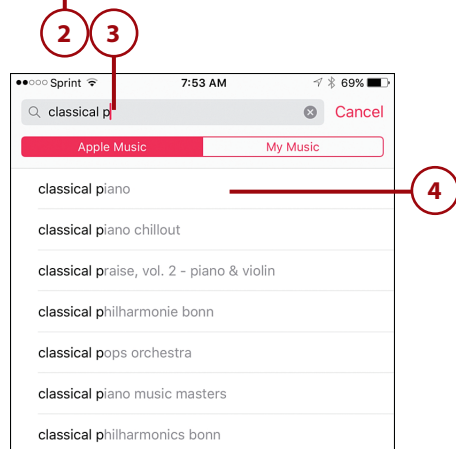 2 3
Sprint 7:53 AM 69%
classical p Cancel
Apple Music My Music
classical piano 4
classical piano chillout
classical praise, vol. 2 - piano & violin
classical philharmonie bonn
classical pops orchestra
classical piano music masters
classical philharmonics bonn